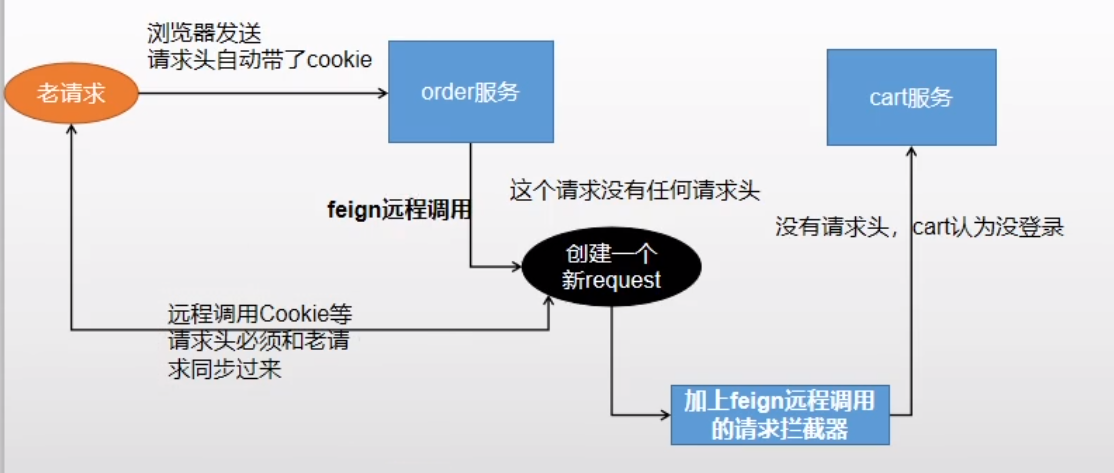 浏览器发送
请求头自动带了cookie
老请求
order服务
cart服务
这个请求没有任何请求头
feign远程调用
没有请求头，cart认为没登录
创建一个
新request
远程调用Cookie等
请求头必须和老请
求同步过来
加上feign远程调用
的请求拦截器